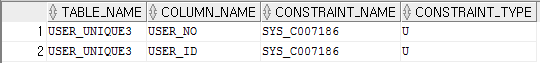 TABLE_NAME COLUMN_NAME CONSTRAINT_NAME CONSTRAINT_TYPE
1 USER_UNIQUE3 USER_NO SYS_C007186 U
2 USER_UNIQUE3 USER_ID SYS_C007186 U